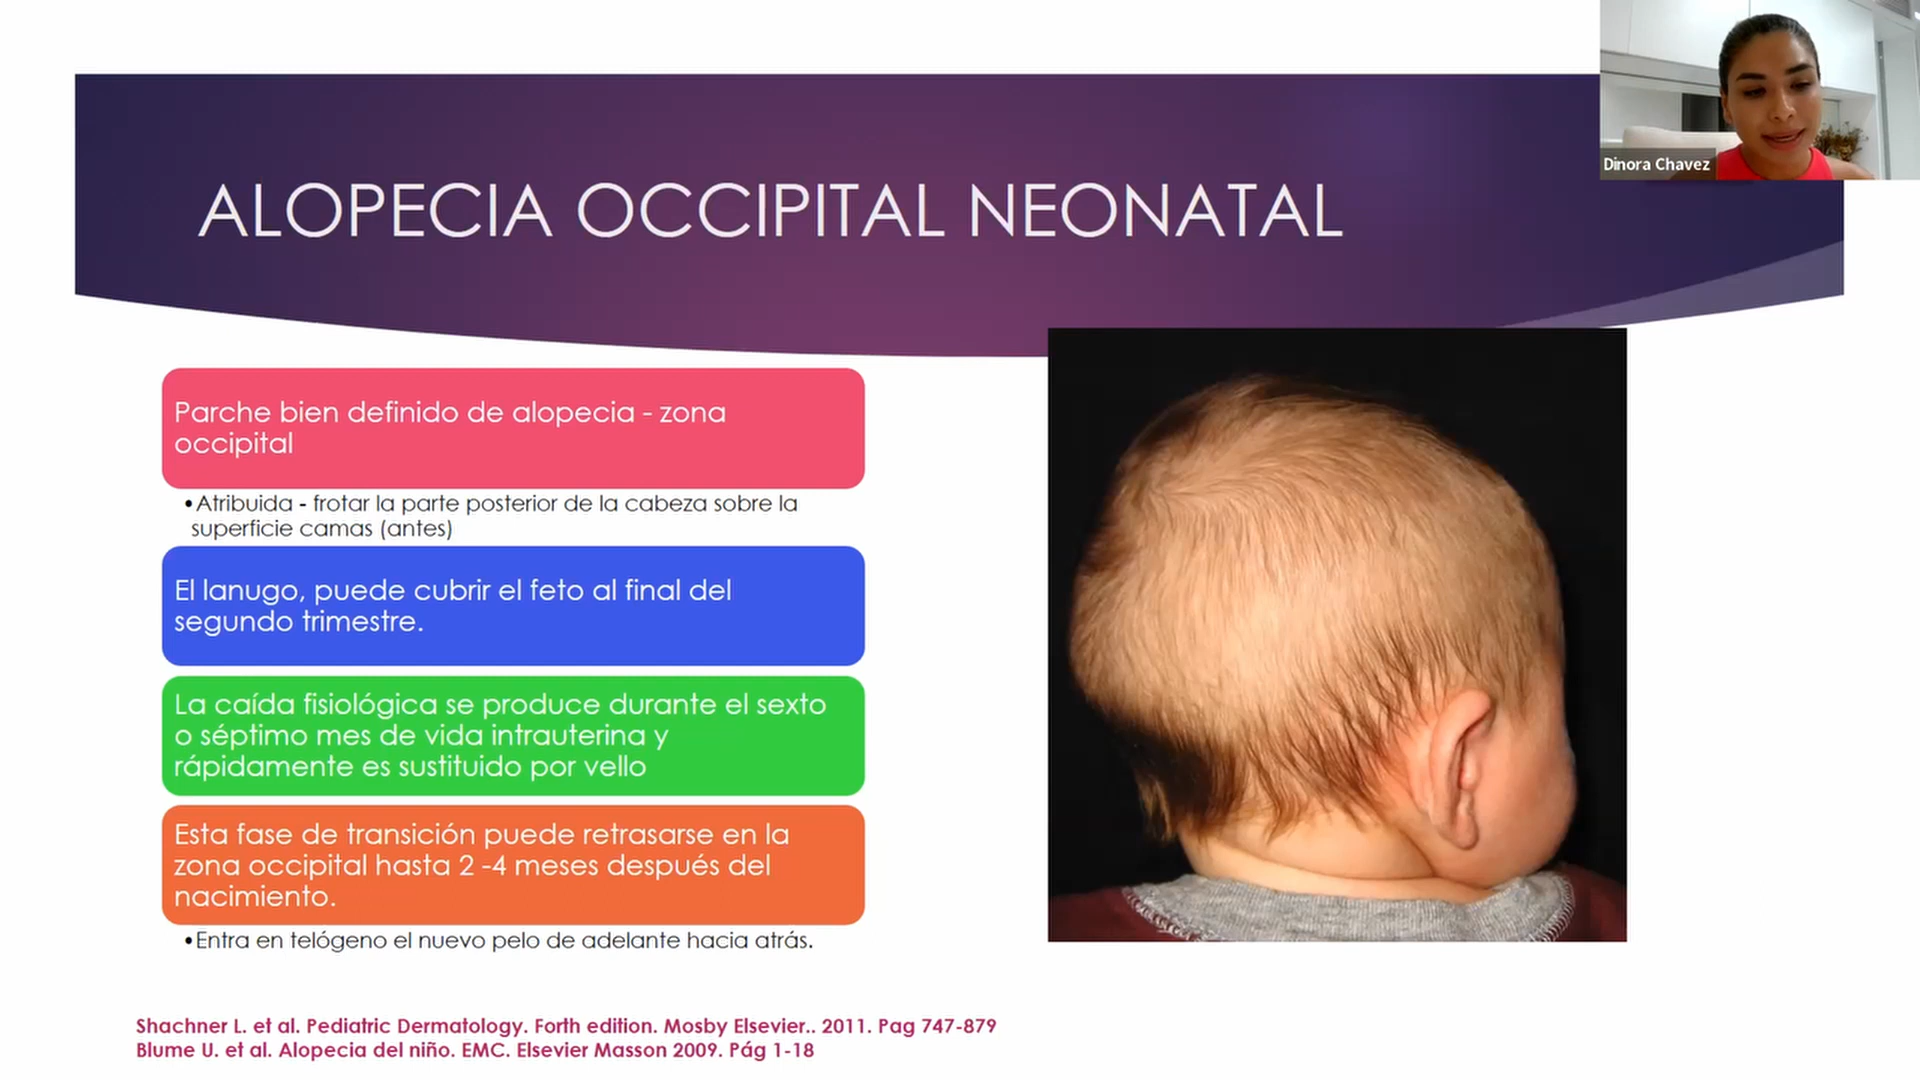 Dinora Chavez
ALOPECIA OCCIPITAL NEONATAL
Parche bien definido de alopecia - zona
occipital
•Atribuida - frotar la parte posterior de la cabeza sobre la
superficie camas (antes)
El lanugo, puede cubrir el feto al final del
segundo trimestre.
La caída fisiológica se produce durante el sexto
o séptimo mes de vida intrauterina y
rápidamente es sustituido por vello
Esta fase de transición puede retrasarse en la
zona occipital hasta 2 -4 meses después del
nacimiento.
•Entra en telógeno el nuevo pelo de adelante hacia atrás.
Shachner L. et al. Pediatric Dermatology. Forth edition. Mosby Elsevier.. 2011. Pag 747-879
Blume U. et al. Alopecia del niño. EMC. Elsevier Masson 2009. Pág 1-18